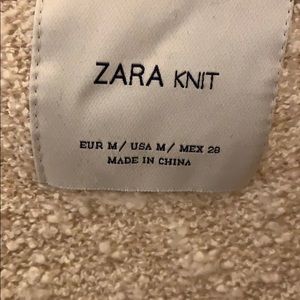 ZARA KNIT
EUR M/ USA M/ MEX 28
MADE IN CHINA